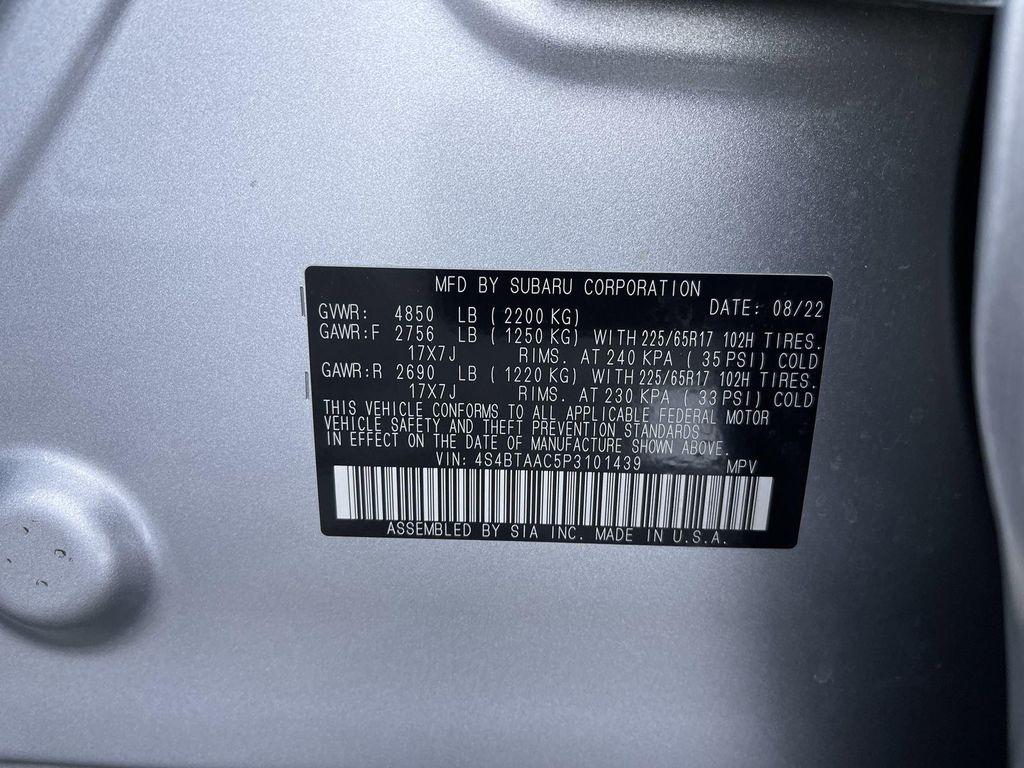 MFD BY SUBARU CORPORATION
DATE: 08/22
GVWR: 4850 LB ( 2200 KG)
GAWR:F 2756 LB ( 1250 KG) WITH 225/65R17 102H TIRES.
17X7J RIMS. AT 240 KPA ( 35 PSI) COLD
GAWR:R 2690 LB ( 1220 KG) WITH 225/65R17 102H TIRES.
17X7J RIMS. AT 230 KPA ( 33 PSI) COLD
THIS VEHICLE CONFORMS TO ALL APPLICABLE FEDERAL MOTOR
VEHICLE SAFETY AND THEFT PREVENTION STANDARDS
IN EFFECT ON THE DATE OF MANUFACTURE SHOWN ABOVE.
VIN: 4S4BTAAC5P3101439 MPV
ASSEMBLED BY SIA INC. MADE IN U.S.A.